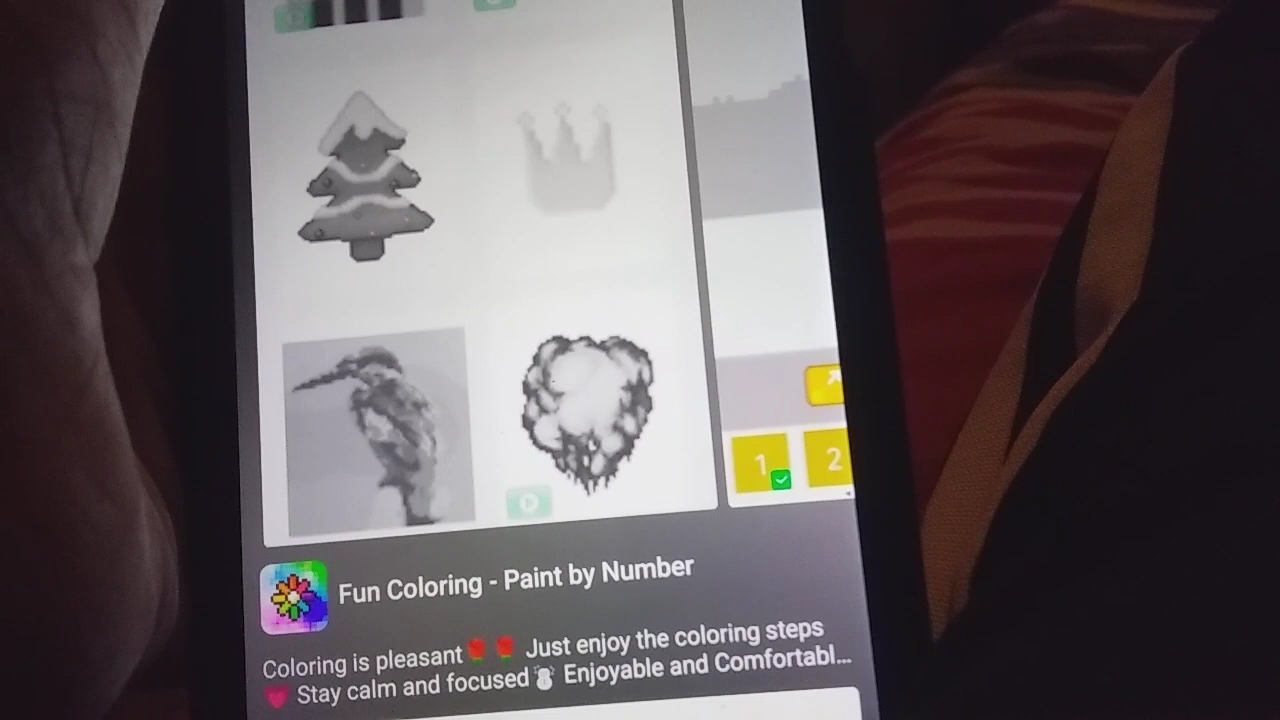 1 2
Fun Coloring - Paint by Number
Coloring is pleasant🌹🌹 Just enjoy the coloring steps
💗 Stay calm and focused⛄ Enjoyable and Comfortabl...